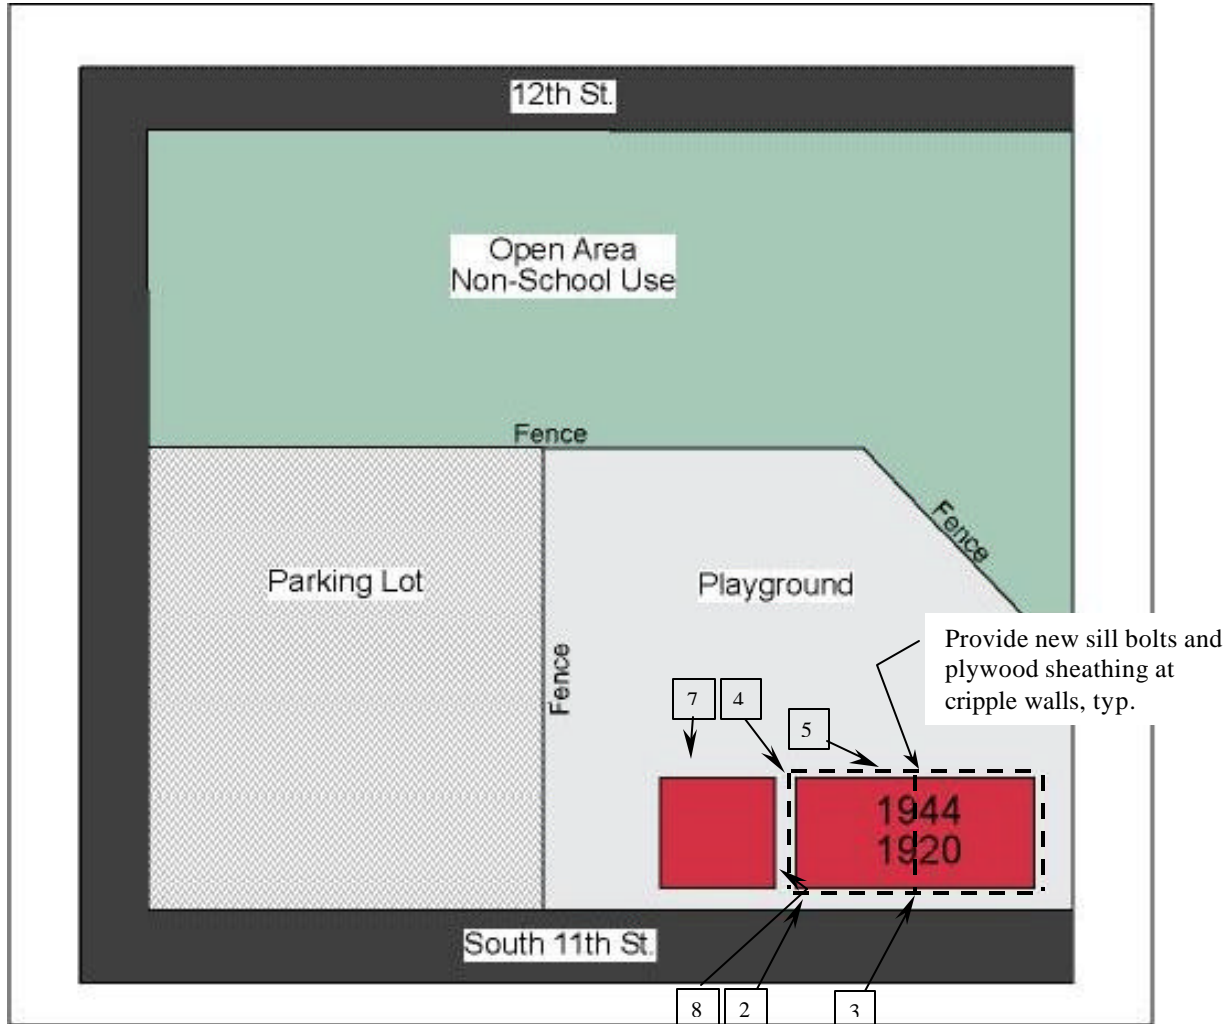 12th St.
Open Area
Non-School Use
Fence
Fence
Parking Lot
Playground
Provide new sill bolts and
plywood sheathing at
cripple walls, typ.
Fence
7
4
5
1944
1920
South 11th St.
8
2
3